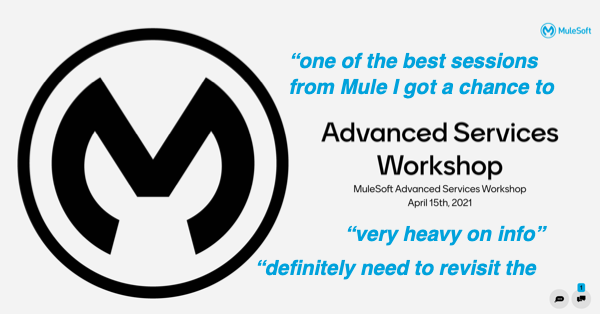 MuleSoft
“one of the best sessions
from Mule I got a chance to
Advanced Services
Workshop
MuleSoft Advanced Services Workshop
April 15th, 2021
“very heavy on info”
“definitely need to revisit the
1